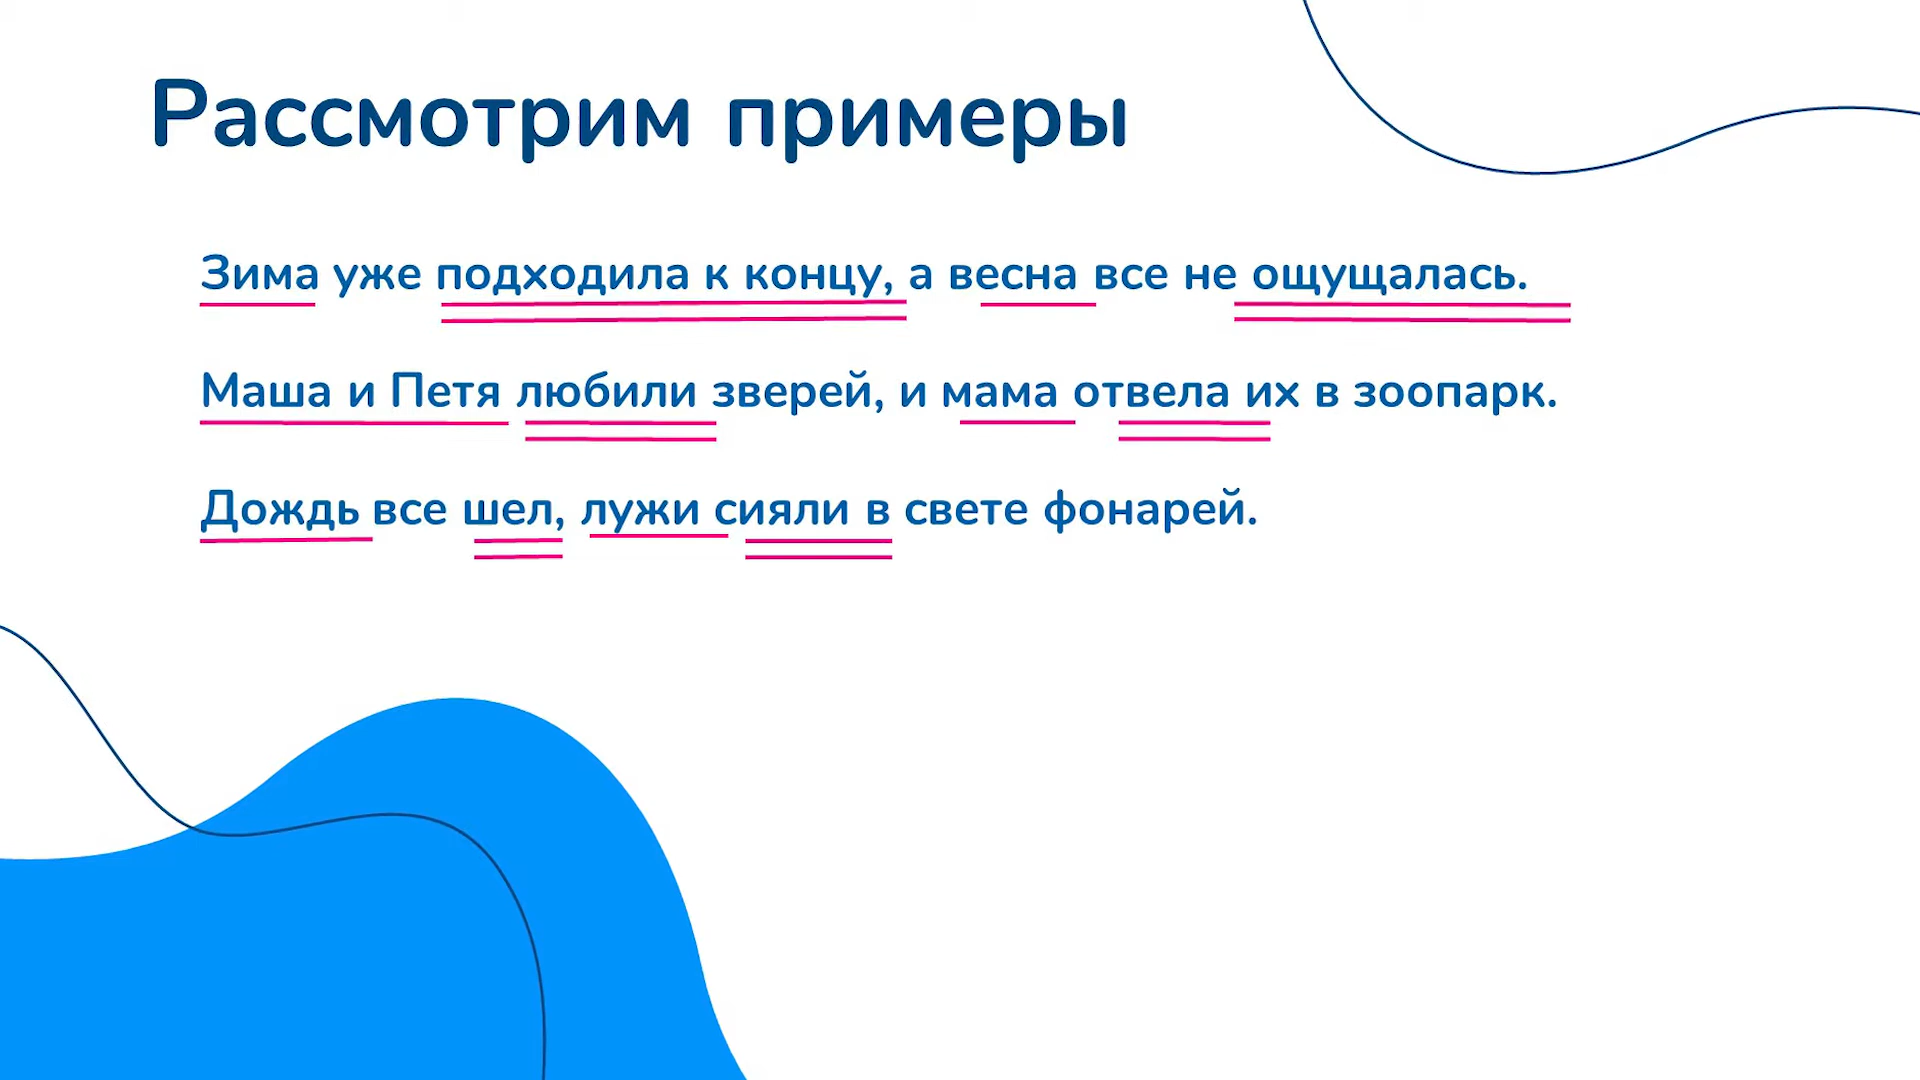 Рассмотрим примеры
Зима уже подходила к концу, а весна все не ощущалась.
Маша и Петя любили зверей, и мама отвела их в зоопарк.
Дождь все шел, лужи сияли в свете фонарей.